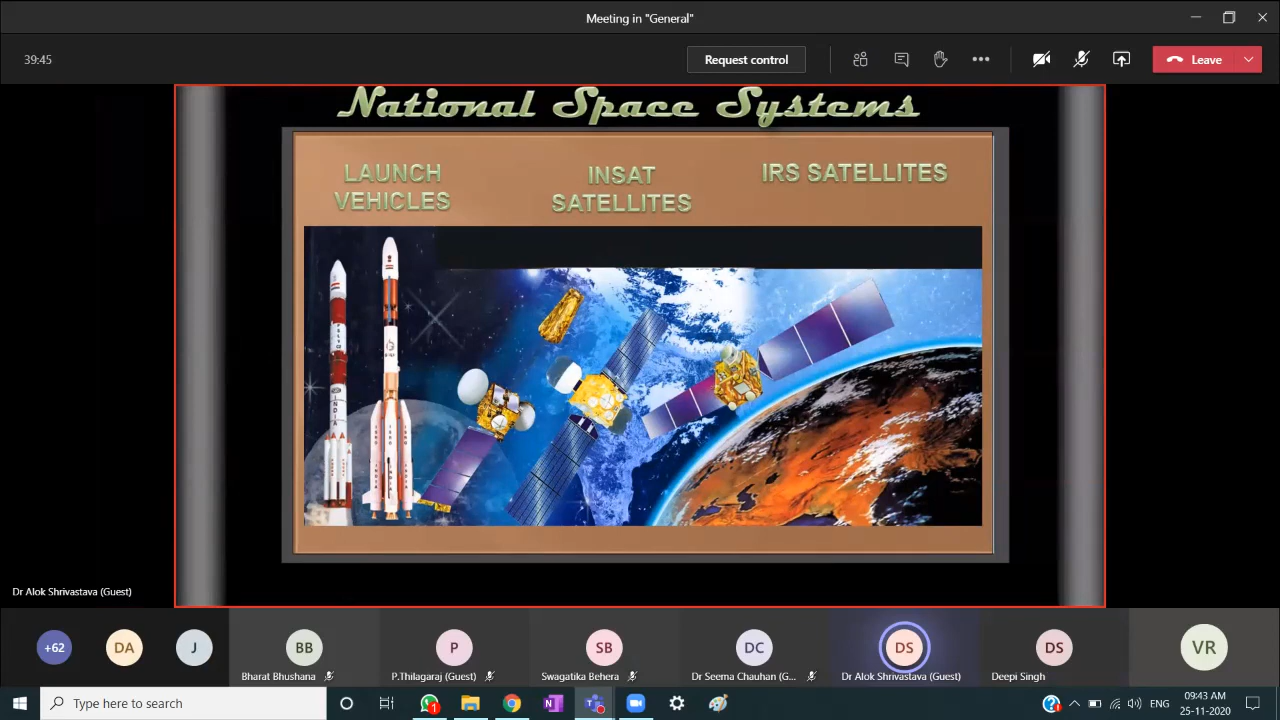 Meeting in "General"
39:45
Request control
Leave
National Space Systems
LAUNCH
VEHICLES
INSAT
SATELLITES
IRS SATELLITES
INDIA
Dr Alok Shrivastava (Guest)
+62
DA
J
BB
P
SB
DC
DS
DS
VR
Bharat Bhushana
P.Thilagaraj (Guest)
Swagatika Behera
Dr Seema Chauhan (G...
Dr Alok Shrivastava (Guest)
Deepi Singh
Type here to search
1
ENG
09:43 AM
25-11-2020